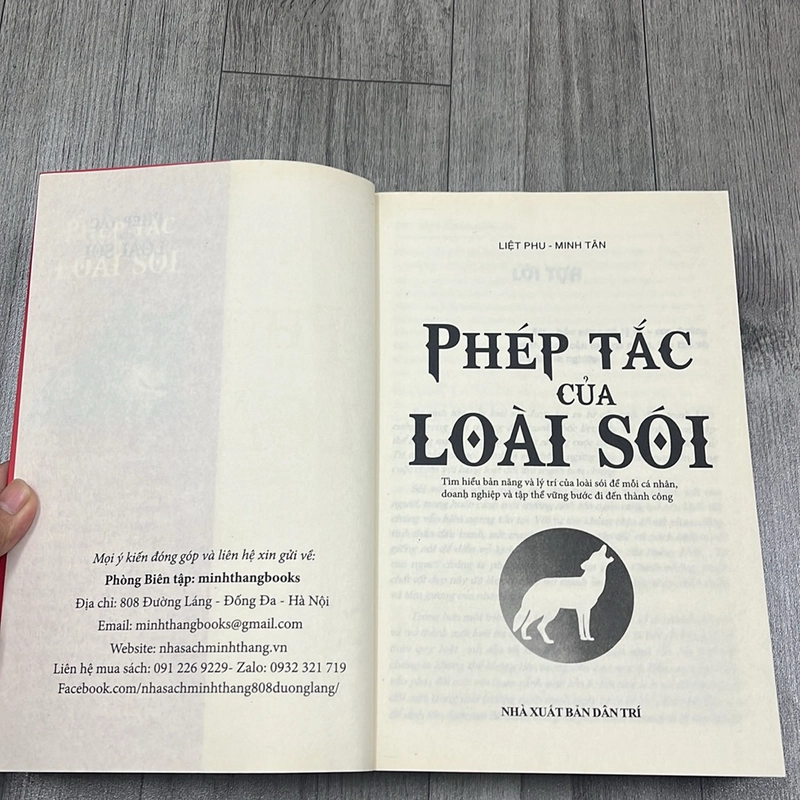 Mọi ý kiến đóng góp và liên hệ xin gửi về:
Phòng Biên tập: minhthangbooks
Địa chỉ: 808 Đường Láng - Đống Đa - Hà Nội
Email: minhthangbooks@gmail.com
Website: nhasachminhthang.vn
Liên hệ mua sách: 091 226 9229- Zalo: 0932 321 719
Facebook.com/nhasachminhthang808duonglang/
LIỆT PHU - MINH TÂN
PHÉP TẮC
CỦA
LOÀI SÓI
Tìm hiểu bản năng và lý trí của loài sói để mỗi cá nhân,
doanh nghiệp và tập thể vững bước đi đến thành công
NHÀ XUẤT BẢN DÂN TRÍ